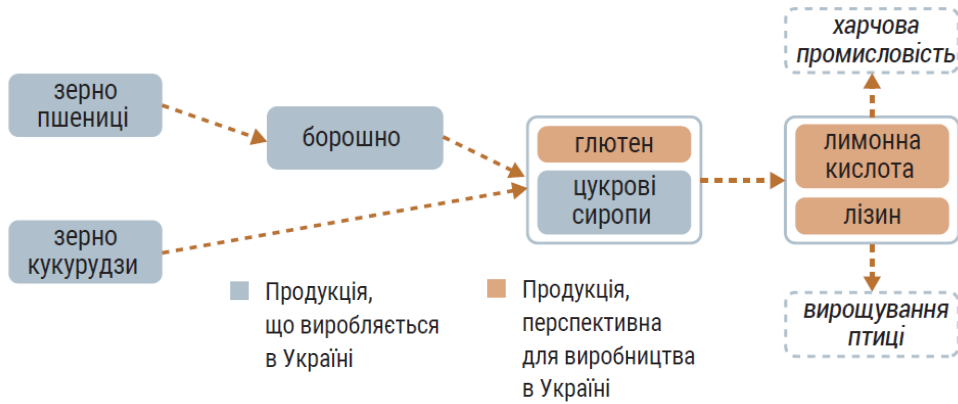 зерно
пшениці
борошно
зерно
кукурудзи
глютен
цукрові
сиропи
харчова
промисловість
лимонна
кислота
лізин
вирощування
птиці
Продукція,
що виробляється
в Україні
Продукція,
перспективна
для виробництва
в Україні